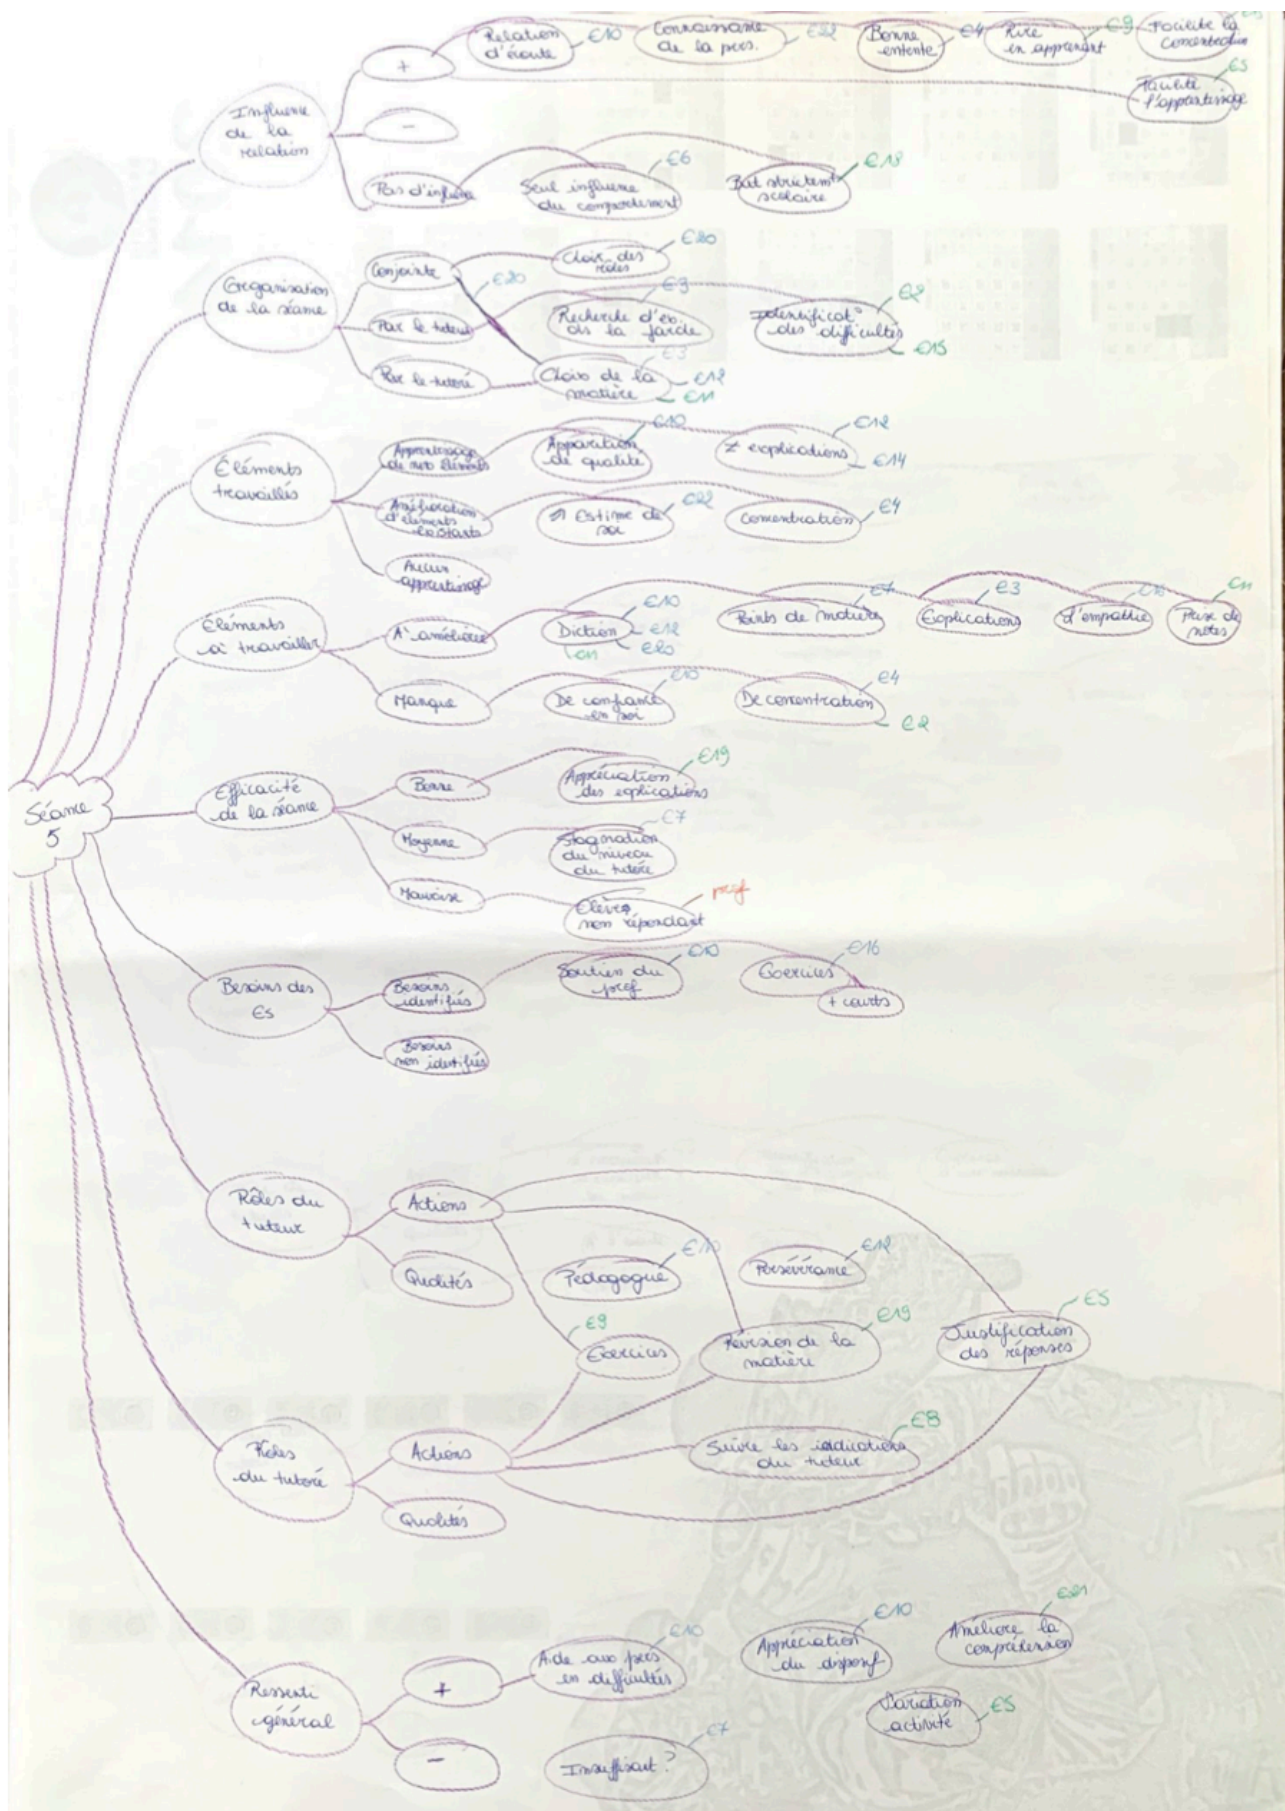 Relation
d'écoute
E10
Connaissance
de la pers.
E22
Bonne
entente
E4
Rire
en apprenant
E9
Facilite la
concentration
+
E5
Facilite
l'apprentissage
Influence
de la
relation
-
Pas d'influence
E6
Seul influence
du comportement
E18
But strictem^t
scolaire
Organisation
de la séance
Conjointe
E20
Choix des
rôles
E20
Par le tuteur
E3
Recherche d'ex.
ds la farde
E2
Identificat°
des difficultés
E15
Par le tutoré
E3
Choix de la
matière
E12
E11
Éléments
travaillés
Apprentissage
de nvx éléments
E10
Apparition
de qualité
E12
≠ explications
E14
Amélioration
d'éléments
existants
E22
↗ Estime de
soi
Concentration
E4
Aucun
apprentissage
Éléments
à travailler
A améliorer
E10
Diction
E12
E20
E11
E7
Points de matière
E3
Explications
L'empathie
E11
Prise de
notes
Manque
E10
De confiance
en soi
E4
De concentration
E2
Séance
5
Efficacité
de la séance
Bonne
E19
Appréciation
des explications
Moyenne
E7
Stagnation
du niveau
du tutoré
Mauvaise
prof
Elèves
non répondant
Besoins des
Es
Besoins
identifiés
E10
Soutien du
prof
E16
Exercices
+ courts
Besoins
non identifiés
Rôles du
tuteur
Actions
Qualités
E10
Pédagogue
E12
Persévérance
E9
Exercices
E19
Révision de la
matière
E5
Justification
des réponses
Rôles
du tutoré
Actions
E8
Suivre les indications
du tuteur
Qualités
Ressenti
général
+
E10
Aide aux pers
en difficultés
E10
Appréciation
du disposif
E21
Améliore la
compréhension
Variation
activité
E5
-
E7
Insuffisant ?